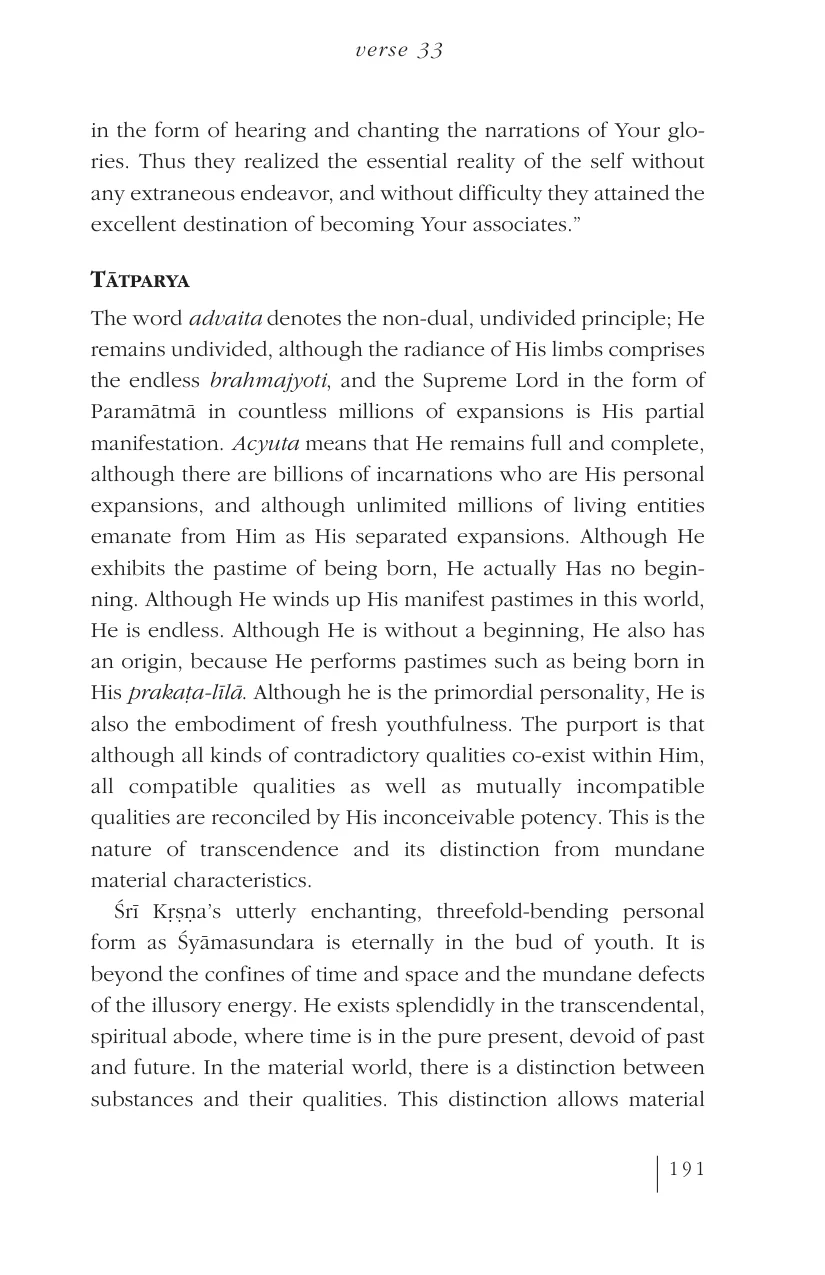 verse 33
in the form of hearing and chanting the narrations of Your glo-
ries. Thus they realized the essential reality of the self without
any extraneous endeavor, and without difficulty they attained the
excellent destination of becoming Your associates.”
Tātparya
The word advaita denotes the non-dual, undivided principle; He
remains undivided, although the radiance of His limbs comprises
the endless brahmajyoti, and the Supreme Lord in the form of
Paramātmā in countless millions of expansions is His partial
manifestation. Acyuta means that He remains full and complete,
although there are billions of incarnations who are His personal
expansions, and although unlimited millions of living entities
emanate from Him as His separated expansions. Although He
exhibits the pastime of being born, He actually Has no begin-
ning. Although He winds up His manifest pastimes in this world,
He is endless. Although He is without a beginning, He also has
an origin, because He performs pastimes such as being born in
His prakaṭa-līlā. Although he is the primordial personality, He is
also the embodiment of fresh youthfulness. The purport is that
although all kinds of contradictory qualities co-exist within Him,
all compatible qualities as well as mutually incompatible
qualities are reconciled by His inconceivable potency. This is the
nature of transcendence and its distinction from mundane
material characteristics.
Śrī Kṛṣṇa’s utterly enchanting, threefold-bending personal
form as Śyāmasundara is eternally in the bud of youth. It is
beyond the confines of time and space and the mundane defects
of the illusory energy. He exists splendidly in the transcendental,
spiritual abode, where time is in the pure present, devoid of past
and future. In the material world, there is a distinction between
substances and their qualities. This distinction allows material
191